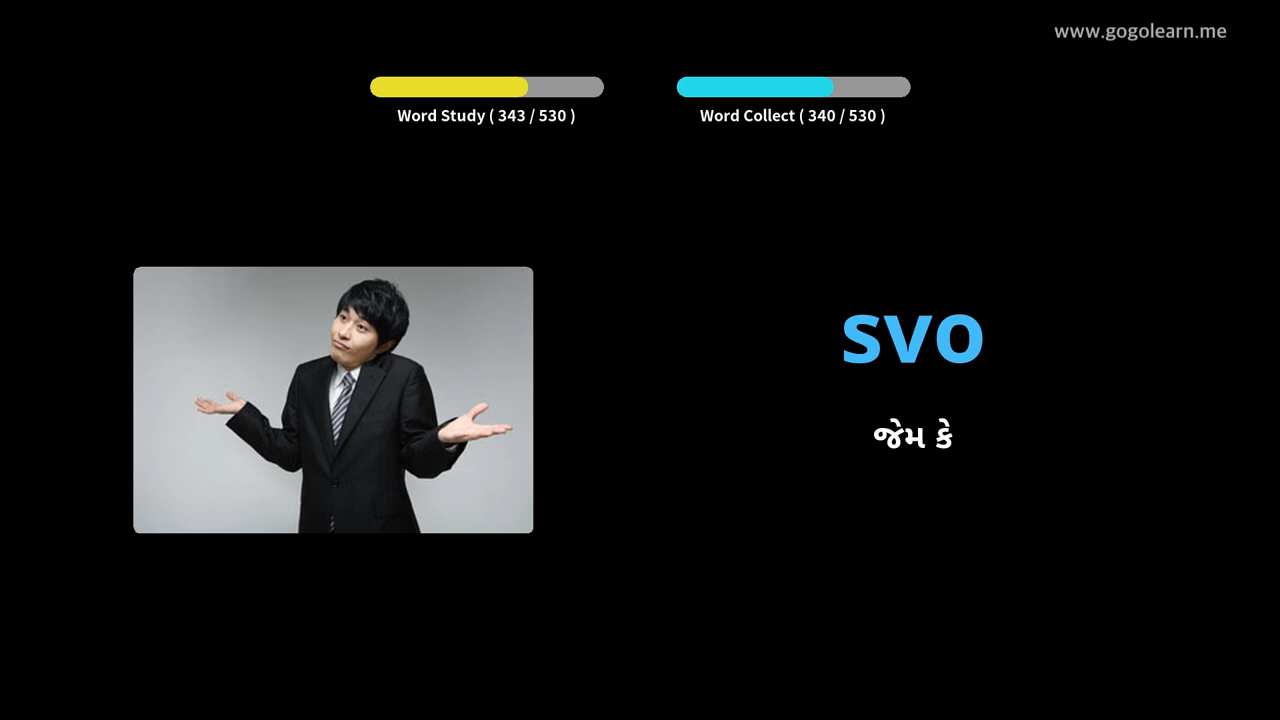 www.gogolearn.me
Word Study ( 343 / 530 )
Word Collect ( 340 / 530 )
svo
જેમ કે